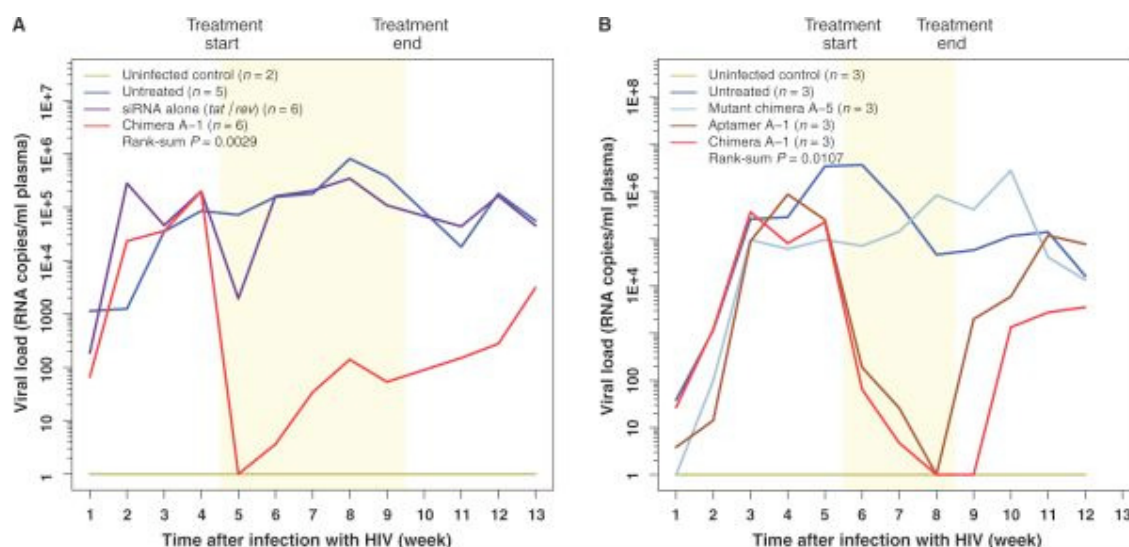 A
Treatment
start
Treatment
end
Uninfected control (n = 2)
Untreated (n = 5)
siRNA alone (tat / rev) (n = 6)
Chimera A–1 (n = 6)
Rank-sum P = 0.0029
Viral load (RNA copies/ml plasma)
1E+7
1E+6
1E+5
1E+4
1000
100
10
1
1 2 3 4 5 6 7 8 9 10 11 12 13
Time after infection with HIV (week)
B
Treatment
start
Treatment
end
Uninfected control (n = 3)
Untreated (n = 3)
Mutant chimera A–5 (n = 3)
Aptamer A–1 (n = 3)
Chimera A–1 (n = 3)
Rank-sum P = 0.0107
Viral load (RNA copies/ml plasma)
1E+8
1E+6
1E+4
100
10
1
1 2 3 4 5 6 7 8 9 10 11 12 13
Time after infection with HIV (week)